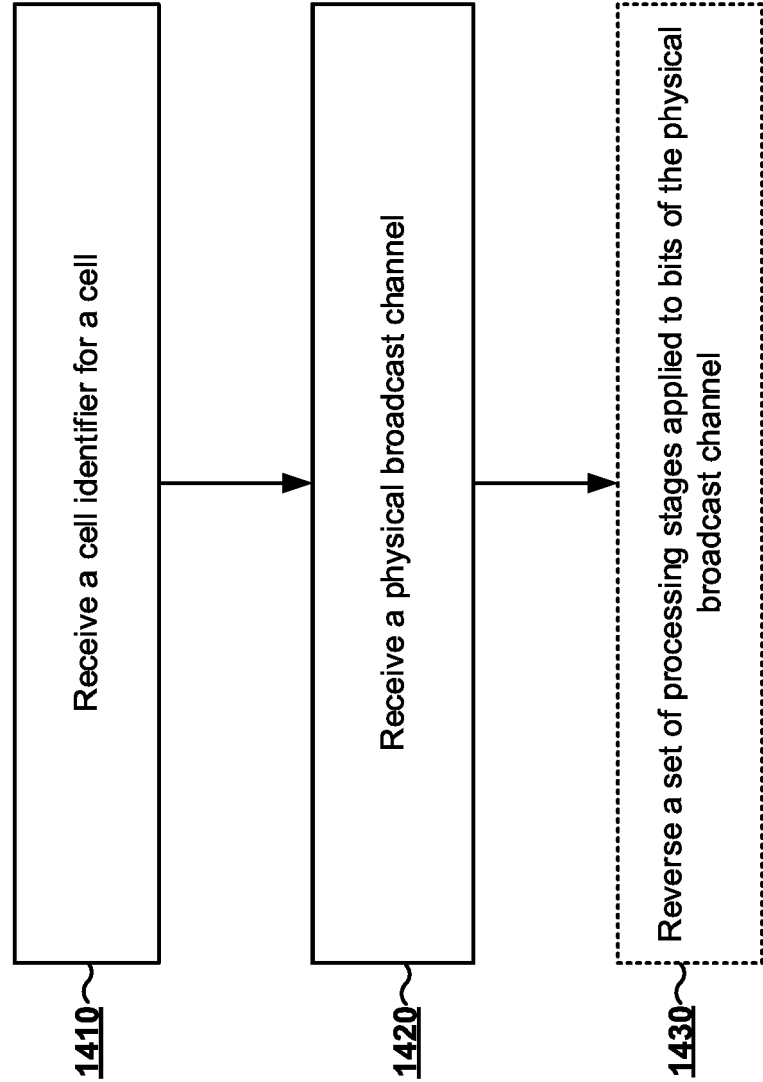 1410
Receive a cell identifier for a cell
1420
Receive a physical broadcast channel
1430
Reverse a set of processing stages applied to bits of the physical
broadcast channel